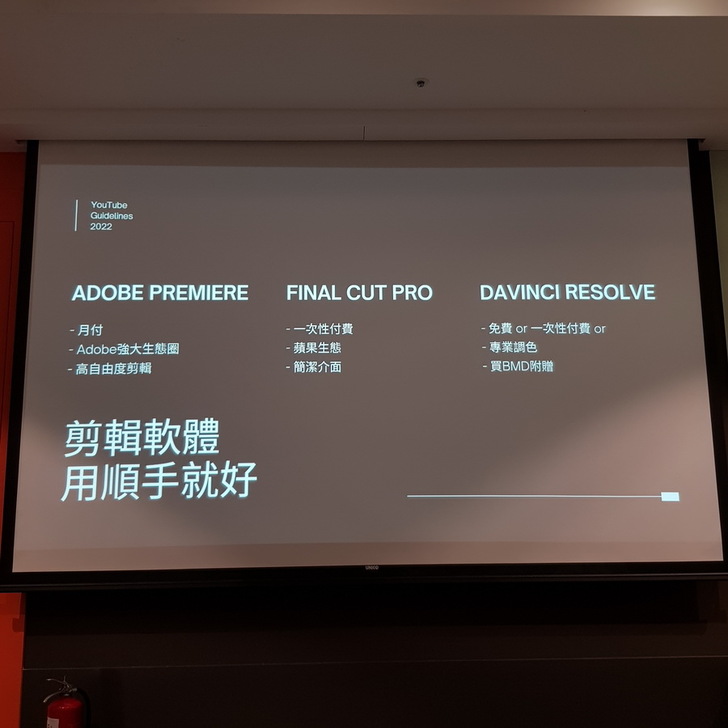 YouTube
Guidelines
2022
ADOBE PREMIERE
- 月付
- Adobe強大生態圈
- 高自由度剪輯
FINAL CUT PRO
- 一次性付費
- 蘋果生態
- 簡潔介面
DAVINCI RESOLVE
- 免費 or 一次性付費 or
- 專業調色
- 買BMD附贈
剪輯軟體
用順手就好